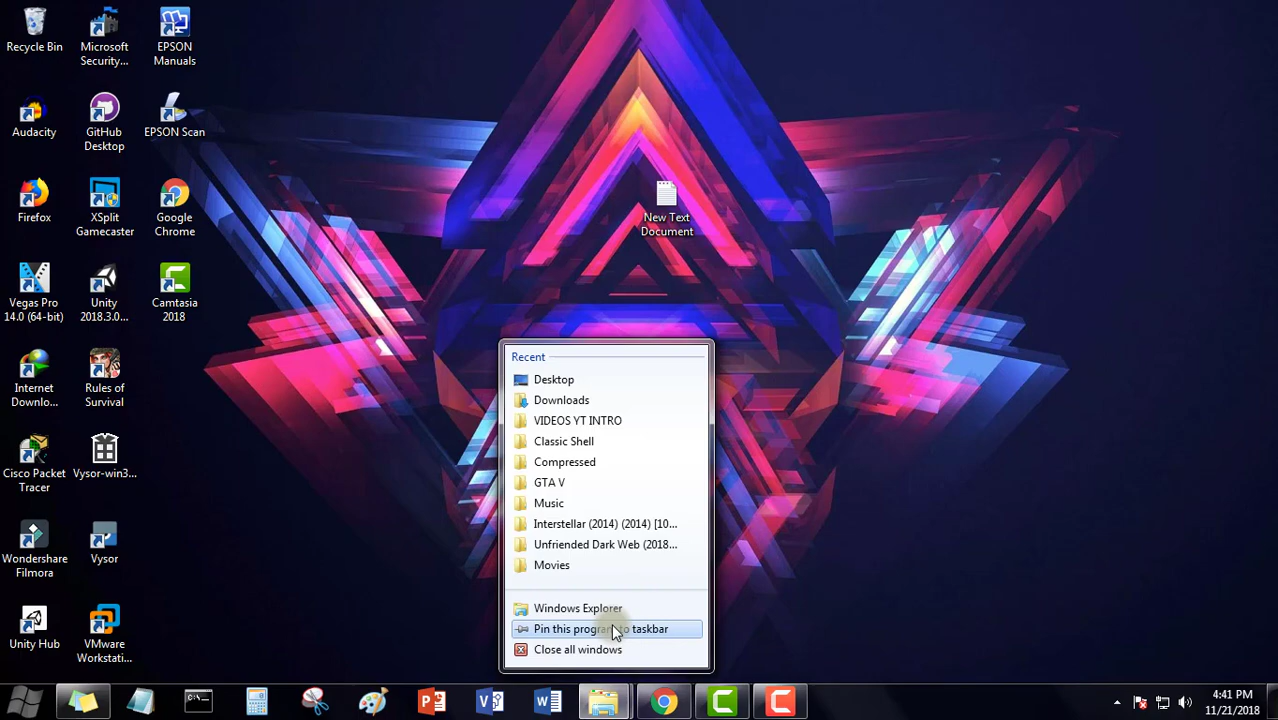 Recycle Bin
Microsoft
Security...
EPSON
Manuals
Audacity
GitHub
Desktop
EPSON Scan
Firefox
XSplit
Gamecaster
Google
Chrome
New Text
Document
Vegas Pro
14.0 (64-bit)
Unity
2018.3.0...
Camtasia
2018
Internet
Downlo...
Rules of
Survival
Cisco Packet
Tracer
Vysor-win3...
Wondershare
Filmora
Vysor
Unity Hub
VMware
Workstati...
Recent
Desktop
Downloads
VIDEOS YT INTRO
Classic Shell
Compressed
GTA V
Music
Interstellar (2014) (2014) [10...
Unfriended Dark Web (2018...
Movies
Windows Explorer
Pin this program to taskbar
Close all windows
4:41 PM
11/21/2018